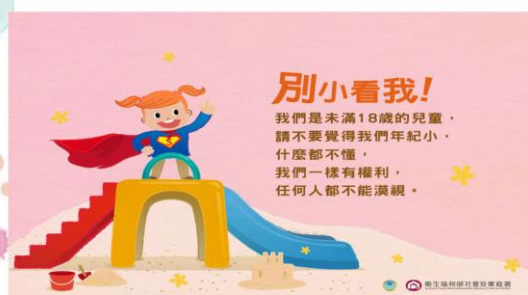 別小看我!
我們是未滿18歲的兒童，
請不要覺得我們年紀小，
什麼都不懂，
我們一樣有權利，
任何人都不能漠視。
衛生福利部社會及家庭署